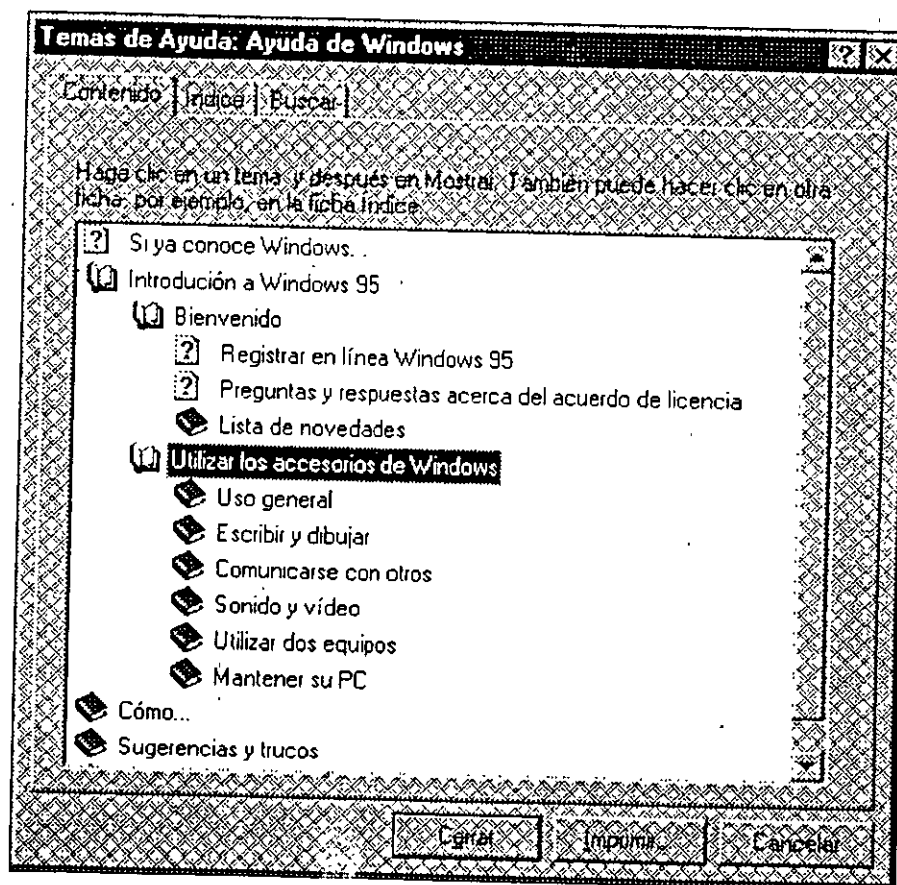 Temas de Ayuda: Ayuda de Windows
Contenido Índice Buscar
Haga clic en un tema y después en Mostrar. También puede hacer clic en otra
ficha, por ejemplo, en la ficha Índice.
Si ya conoce Windows...
Introdución a Windows 95
Bienvenido
Registrar en línea Windows 95
Preguntas y respuestas acerca del acuerdo de licencia
Lista de novedades
Utilizar los accesorios de Windows
Uso general
Escribir y dibujar
Comunicarse con otros
Sonido y vídeo
Utilizar dos equipos
Mantener su PC
Cómo...
Sugerencias y trucos
Cerrar Imprimir... Cancelar